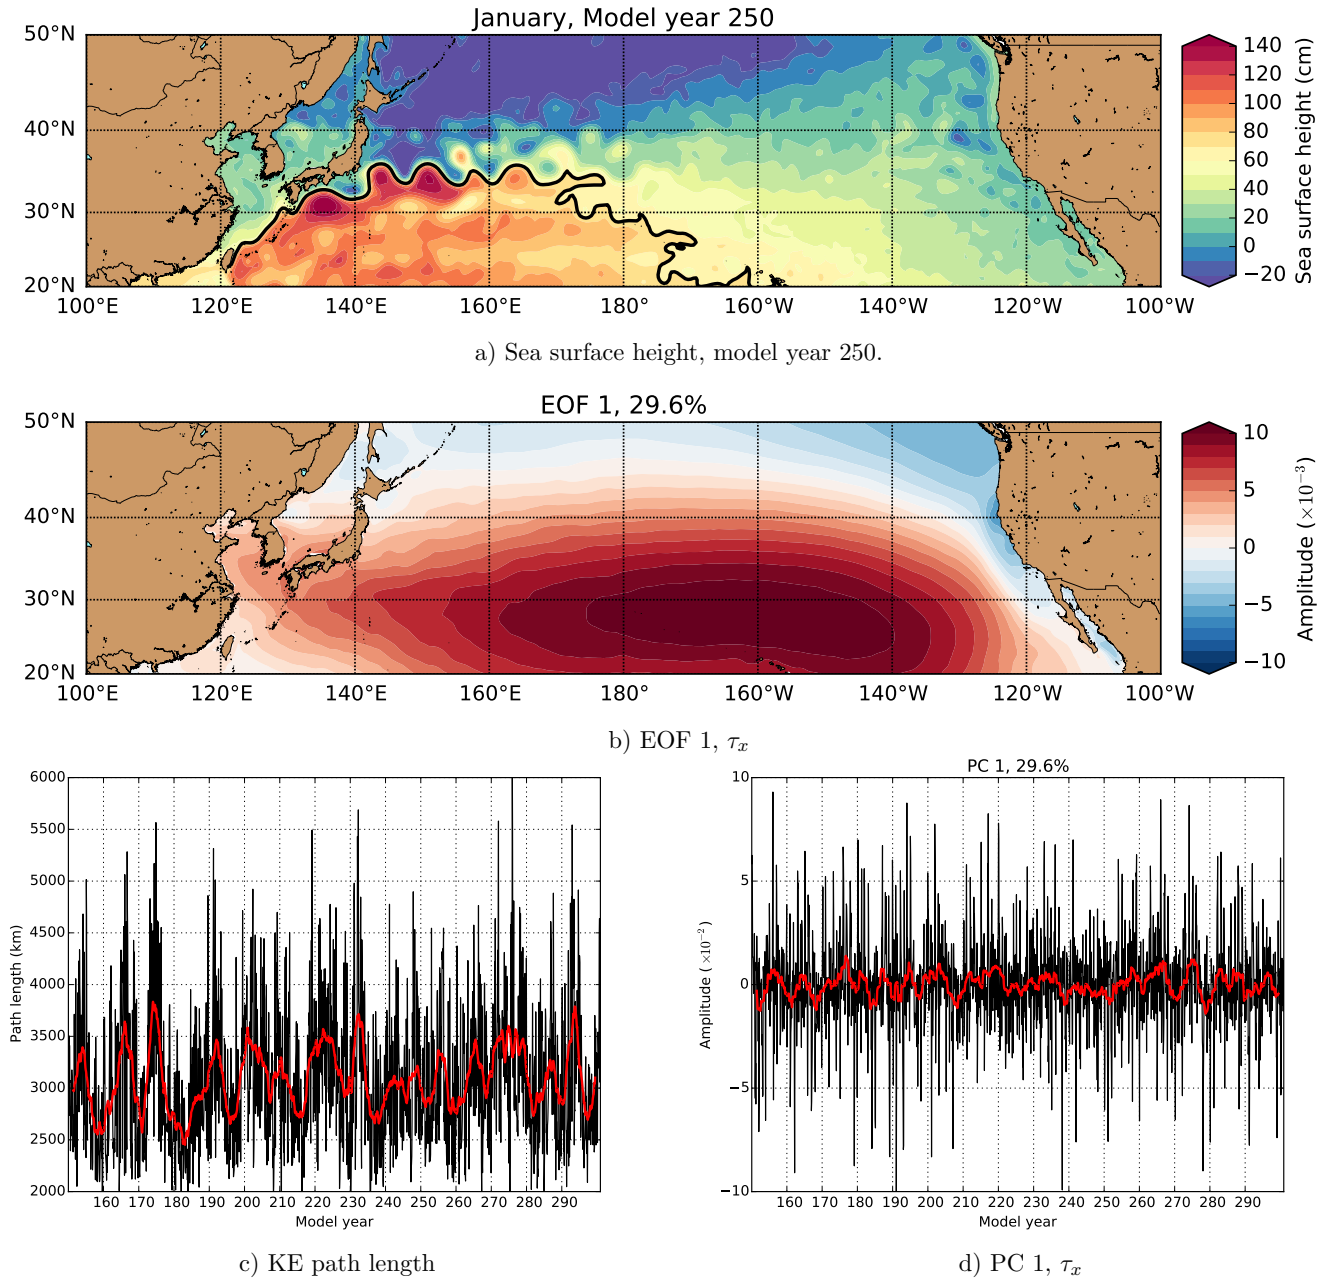 January, Model year 250
50°N
40°N
30°N
20°N
100°E 120°E 140°E 160°E 180° 160°W 140°W 120°W 100°W
140
120
100
80
60
40
20
0
−20
Sea surface height (cm)
a) Sea surface height, model year 250.
EOF 1, 29.6%
50°N
40°N
30°N
20°N
100°E 120°E 140°E 160°E 180° 160°W 140°W 120°W 100°W
10
5
0
−5
−10
Amplitude (×10⁻³)
b) EOF 1, τₓ
6000
5500
5000
4500
4000
3500
3000
2500
2000
Path length (km)
160 170 180 190 200 210 220 230 240 250 260 270 280 290
Model year
c) KE path length
PC 1, 29.6%
10
5
0
−5
−10
Amplitude (×10⁻²)
160 170 180 190 200 210 220 230 240 250 260 270 280 290
Model year
d) PC 1, τₓ